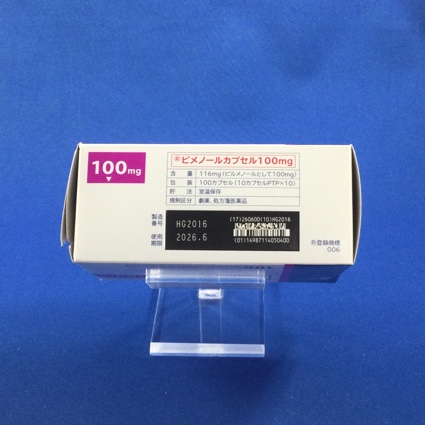 100mg
®ピメノールカプセル100mg
含 量 116mg(ピルメノールとして100mg)
包 装 100カプセル(10カプセルPTP×10)
貯 法 室温保存
規制区分 劇薬、処方箋医薬品
製造番号 HG2016
使用期限 2026.6
(17)260600(10)HG2016
(01)14987114050400
®登録商標
006